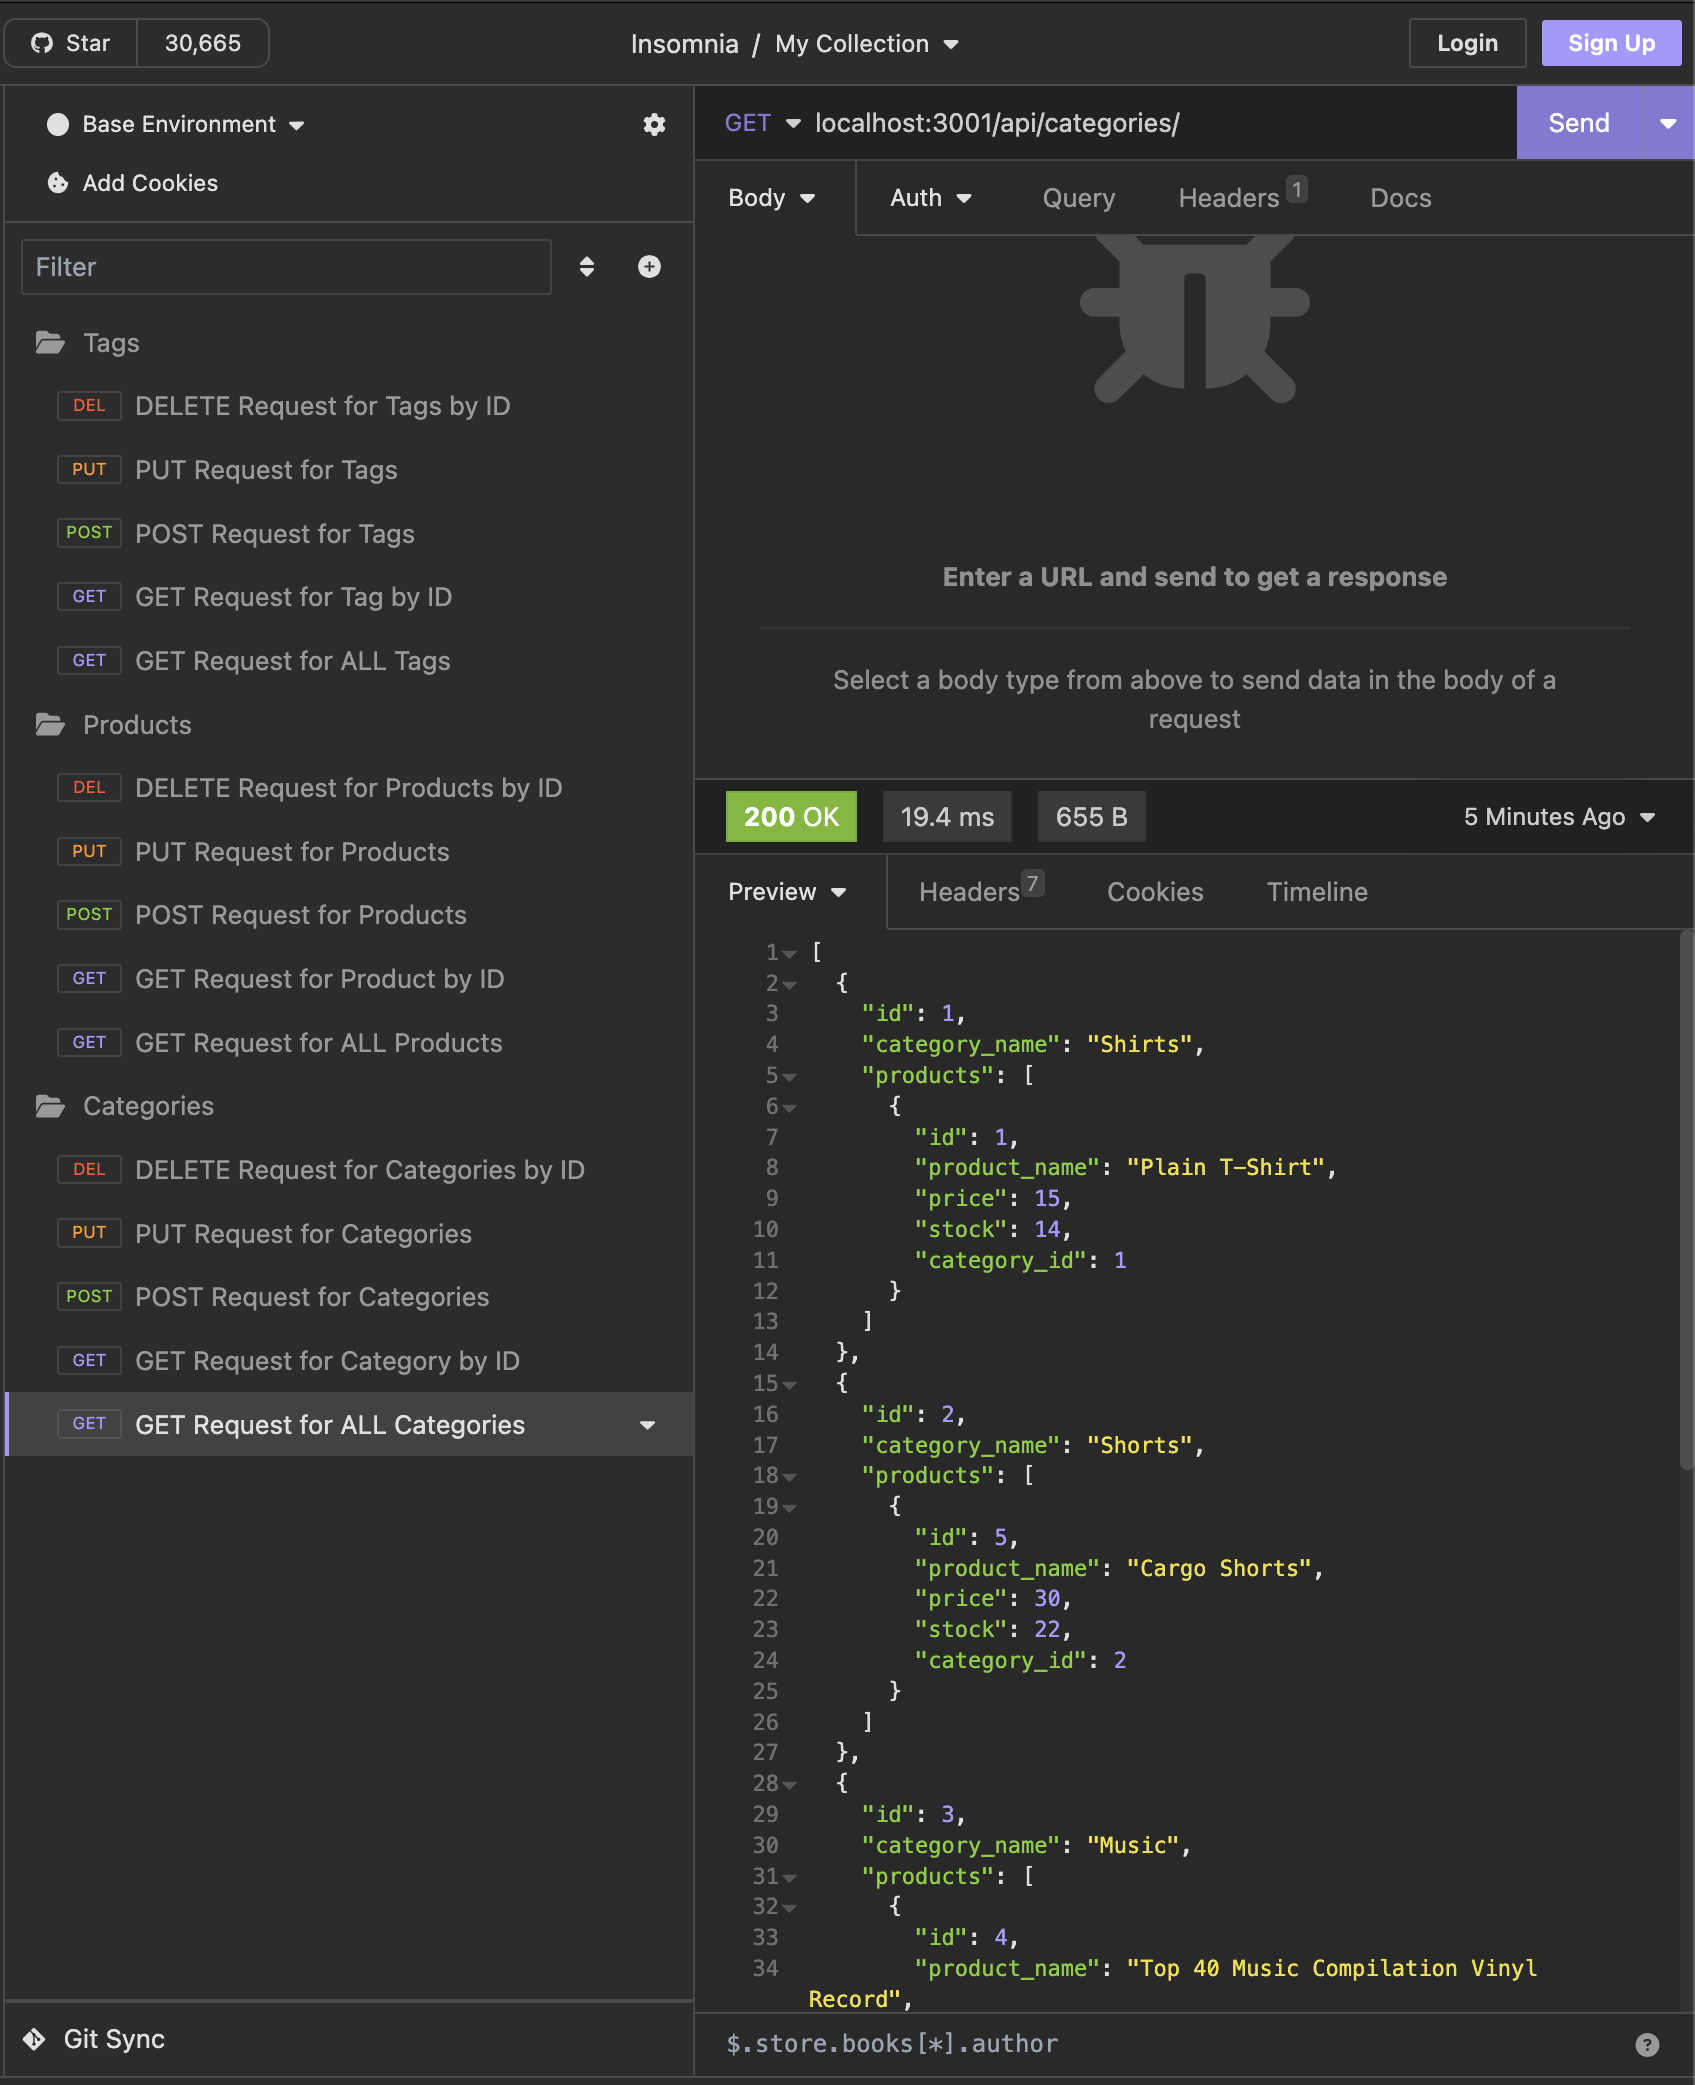 Star 30,665
Insomnia / My Collection
Login Sign Up
Base Environment
Add Cookies
Filter
Tags
DEL DELETE Request for Tags by ID
PUT PUT Request for Tags
POST POST Request for Tags
GET GET Request for Tag by ID
GET GET Request for ALL Tags
Products
DEL DELETE Request for Products by ID
PUT PUT Request for Products
POST POST Request for Products
GET GET Request for Product by ID
GET GET Request for ALL Products
Categories
DEL DELETE Request for Categories by ID
PUT PUT Request for Categories
POST POST Request for Categories
GET GET Request for Category by ID
GET GET Request for ALL Categories
Git Sync
GET localhost:3001/api/categories/ Send
Body Auth Query Headers 1 Docs
Enter a URL and send to get a response
Select a body type from above to send data in the body of a
request
200 OK 19.4 ms 655 B 5 Minutes Ago
Preview Headers 7 Cookies Timeline
1 [
2 {
3 "id": 1,
4 "category_name": "Shirts",
5 "products": [
6 {
7 "id": 1,
8 "product_name": "Plain T-Shirt",
9 "price": 15,
10 "stock": 14,
11 "category_id": 1
12 }
13 ]
14 },
15 {
16 "id": 2,
17 "category_name": "Shorts",
18 "products": [
19 {
20 "id": 5,
21 "product_name": "Cargo Shorts",
22 "price": 30,
23 "stock": 22,
24 "category_id": 2
25 }
26 ]
27 },
28 {
29 "id": 3,
30 "category_name": "Music",
31 "products": [
32 {
33 "id": 4,
34 "product_name": "Top 40 Music Compilation Vinyl
Record",
$.store.books[*].author